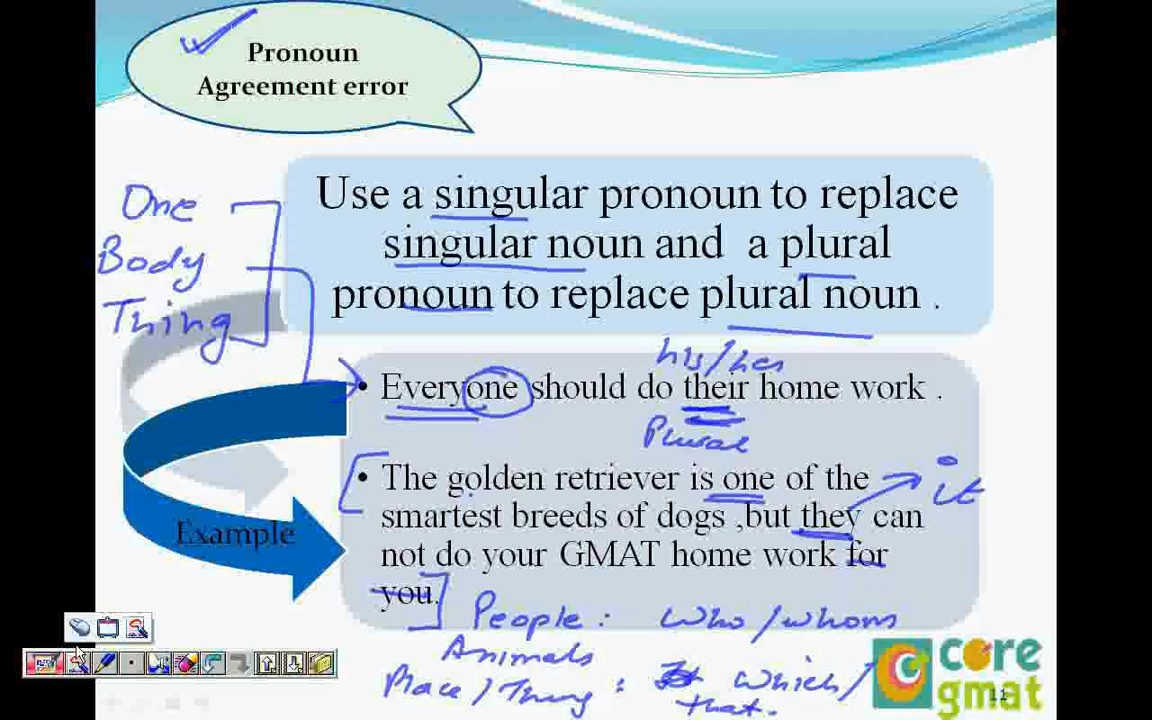 Pronoun
Agreement error
One
Body
Thing
Use a singular pronoun to replace
singular noun and a plural
pronoun to replace plural noun .
his/her
• Everyone should do their home work .
Plural
• The golden retriever is one of the
smartest breeds of dogs ,but they can
not do your GMAT home work for
you.
it
Example
People : Who/whom
Animals
Place/Thing : which/
that.
core
gmat
11